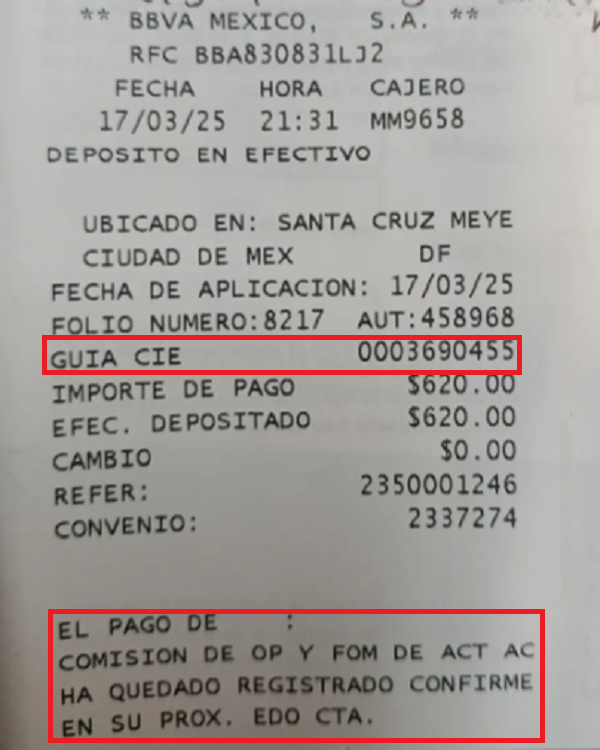 ** BBVA MEXICO, S.A. **
RFC BBA830831LJ2
FECHA HORA CAJERO
17/03/25 21:31 MM9658
DEPOSITO EN EFECTIVO
UBICADO EN: SANTA CRUZ MEYE
CIUDAD DE MEX DF
FECHA DE APLICACION: 17/03/25
FOLIO NUMERO:8217 AUT:458968
GUIA CIE 0003690455
IMPORTE DE PAGO $620.00
EFEC. DEPOSITADO $620.00
CAMBIO $0.00
REFER: 2350001246
CONVENIO: 2337274
EL PAGO DE :
COMISION DE OP Y FOM DE ACT AC
HA QUEDADO REGISTRADO CONFIRME
EN SU PROX. EDO CTA.